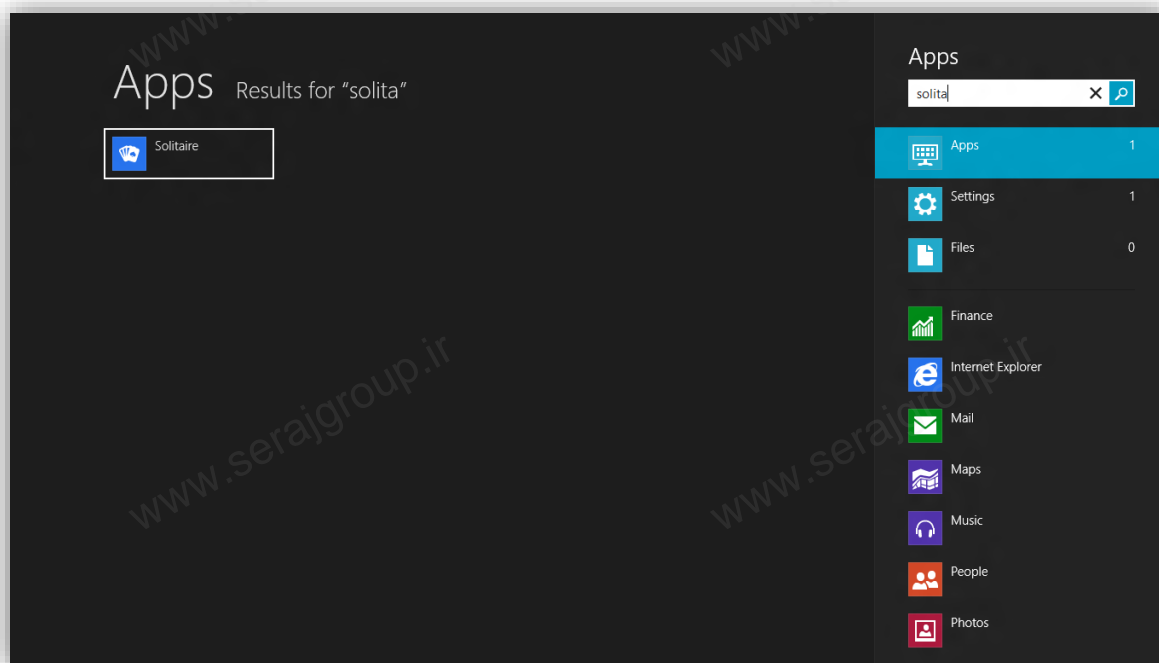 Apps Results for “solita”
Solitaire
Apps
solita
Apps 1
Settings 1
Files 0
Finance
Internet Explorer
Mail
Maps
Music
People
Photos
www.serajgroup.ir
www.serajgroup.ir